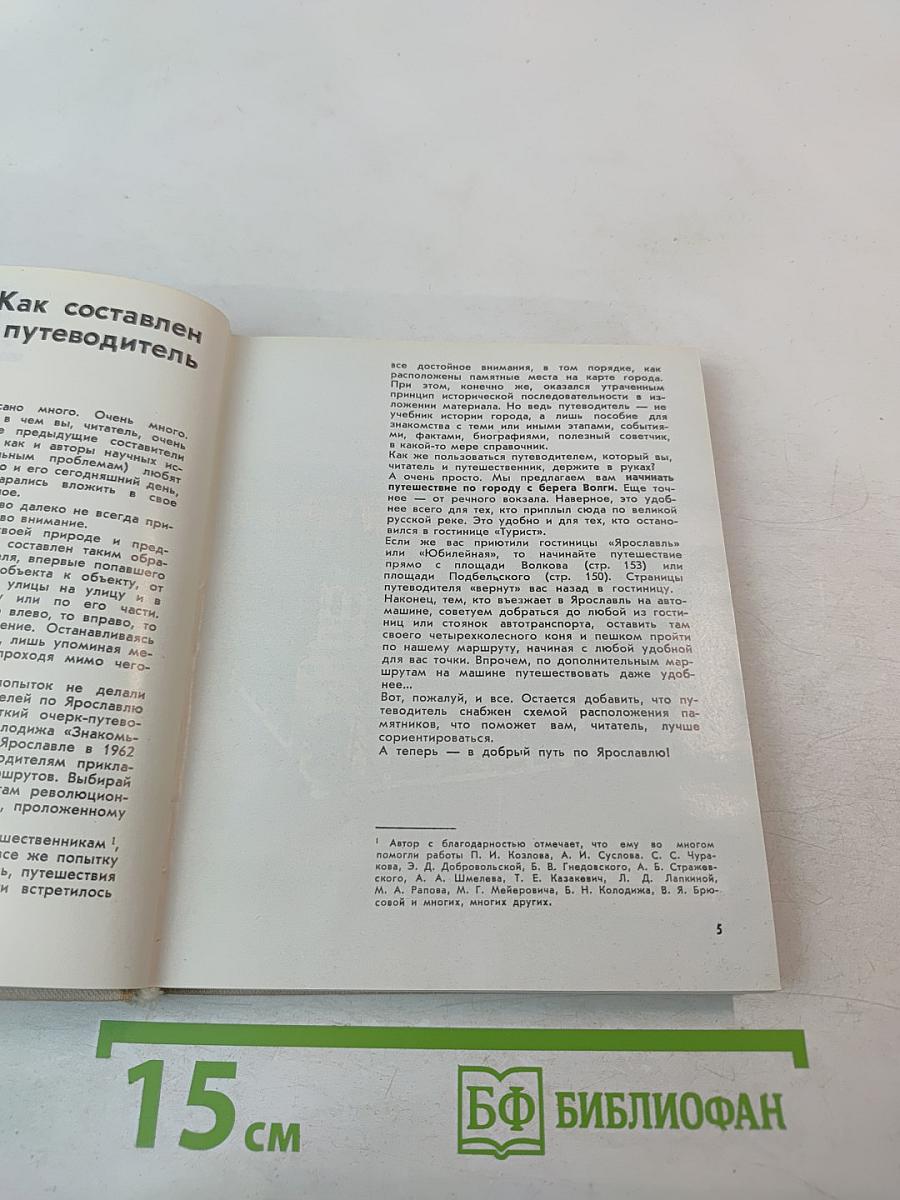 Как составлен
путеводитель
много. Очень много.
в чем вы, читатель, очень
предыдущие составители
как и авторы научных ис-
проблемам) любят
и его сегодняшний день,
вложить в свое
далеко не всегда при-
во внимание.
природе и пред-
составлен таким обра-
впервые попавшего
объекта к объекту, от
улицы на улицу и в
или по его части.
влево, то вправо, то
Останавливаясь
лишь упоминая ме-
проходя мимо чего-
попыток не делали
по Ярославлю
очерк-путево-
«Знакомь-
Ярославле в 1962
прикла-
Выбирай
революцион-
проложенному
1,
все же попытку
путешествия
и встретилось
все достойное внимания, в том порядке, как
расположены памятные места на карте города.
При этом, конечно же, оказался утраченным
принцип исторической последовательности в из-
ложении материала. Но ведь путеводитель — не
учебник истории города, а лишь пособие для
знакомства с теми или иными этапами, события-
ми, фактами, биографиями, полезный советчик,
в какой-то мере справочник.
Как же пользоваться путеводителем, который вы,
читатель и путешественник, держите в руках?
А очень просто. Мы предлагаем вам начинать
путешествие по городу с берега Волги. Еще точ-
нее — от речного вокзала. Наверное, это удоб-
нее всего для тех, кто приплыл сюда по великой
русской реке. Это удобно и для тех, кто остано-
вился в гостинице «Турист».
Если же вас приютили гостиницы «Ярославль»
или «Юбилейная», то начинайте путешествие
прямо с площади Волкова (стр. 153) или
площади Подбельского (стр. 150). Страницы
путеводителя «вернут» вас назад в гостиницу.
Наконец, тем, кто въезжает в Ярославль на авто-
машине, советуем добраться до любой из гости-
ниц или стоянок автотранспорта, оставить там
своего четырехколесного коня и пешком пройти
по нашему маршруту, начиная с любой удобной
для вас точки. Впрочем, по дополнительным мар-
шрутам на машине путешествовать даже удоб-
нее...
Вот, пожалуй, и все. Остается добавить, что пу-
теводитель снабжен схемой расположения па-
мятников, что поможет вам, читатель, лучше
сориентироваться.
А теперь — в добрый путь по Ярославлю!
1 Автор с благодарностью отмечает, что ему во многом
помогли работы П. И. Козлова, А. И. Суслова. С. С. Чура-
кова, Э. Д. Добровольской, Б. В. Гнедовского, А. Б. Стражев-
ского, А. А. Шмелева, Т. Е. Казакевич, Л. Д. Лапкиной,
М. А. Рапова, М. Г. Мейеровича, Б. Н. Колодижа, В. Я. Брю-
совой и многих, многих других.
5
15 см
БФ БИБЛИОФАН